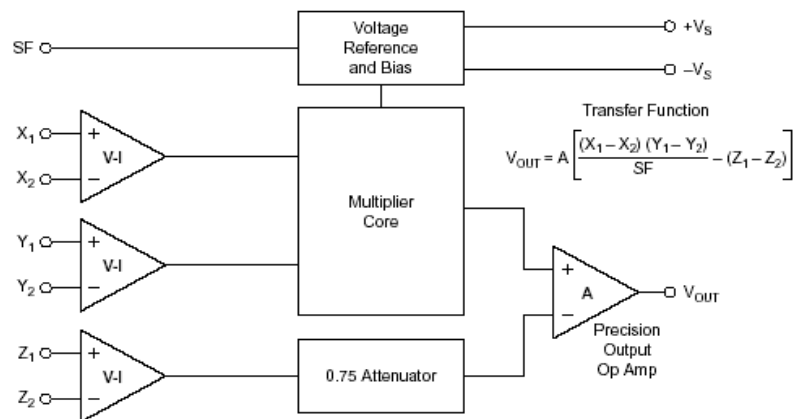 SF
Voltage
Reference
and Bias
+VS
–VS
Transfer Function
VOUT = A [ (X1 – X2) (Y1 – Y2) / SF – (Z1 – Z2) ]
X1
+
V-I
X2
–
Multiplier
Core
Y1
+
V-I
Y2
–
+
A
–
VOUT
Precision
Output
Op Amp
Z1
+
V-I
Z2
–
0.75 Attenuator